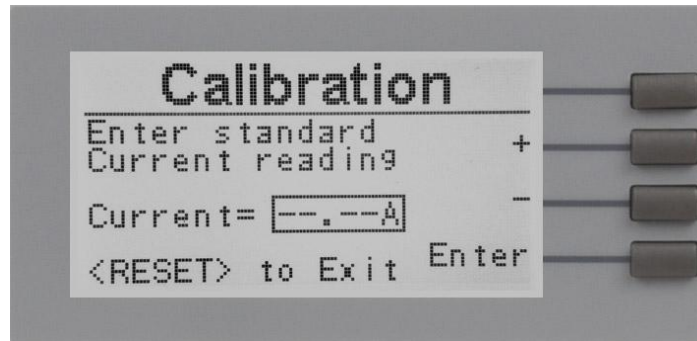 Calibration
Enter standard
Current reading
+
Current= --.--A
-
<RESET> to Exit
Enter